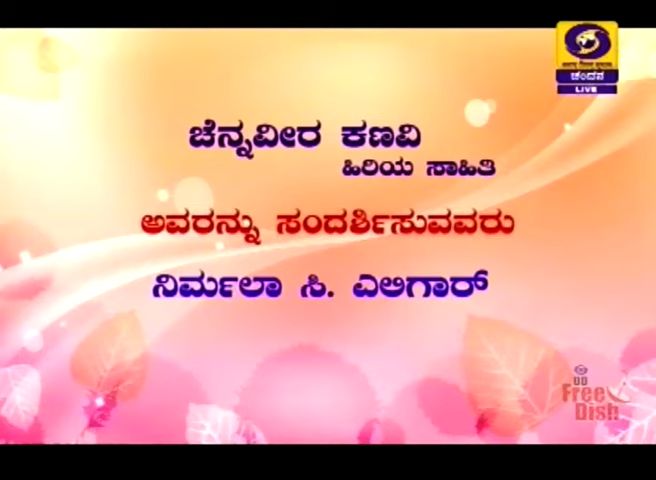 ಚಂದನ
LIVE
ಚೆನ್ನವೀರ ಕಣವಿ
ಹಿರಿಯ ಸಾಹಿತಿ
ಅವರನ್ನು ಸಂದರ್ಶಿಸುವವರು
ನಿರ್ಮಲಾ ಸಿ. ಎಲಿಗಾರ್
DD
Free
Dish